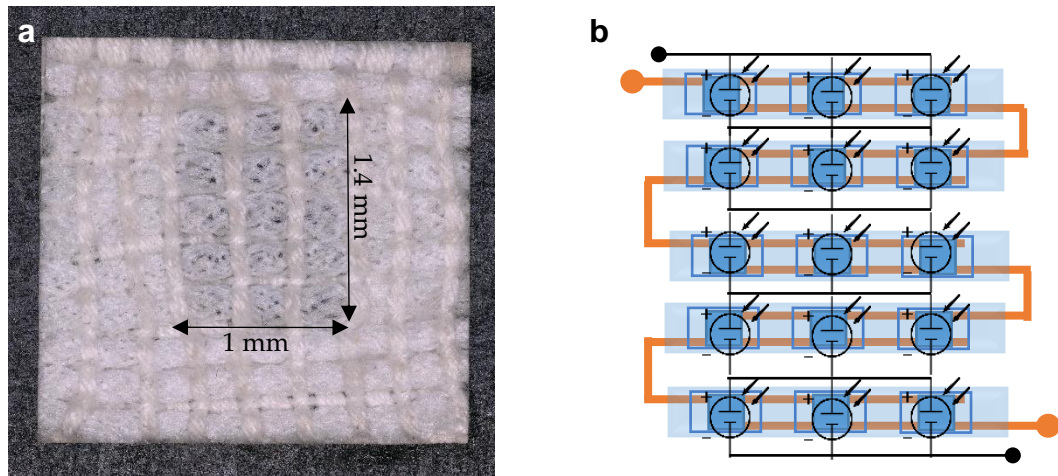 a
1.4 mm
1 mm
b
+ + +
− − −
+ + +
− − −
+ + +
− − −
+ + +
− − −
+ + +
− − −